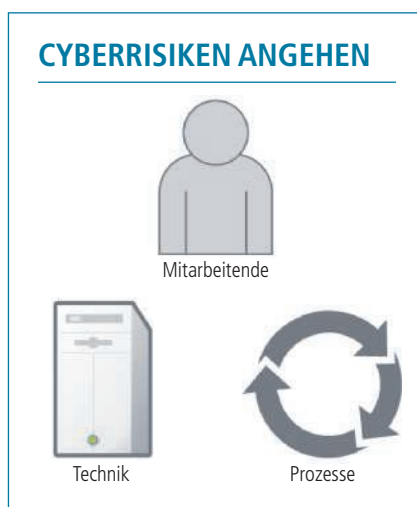 CYBERRISIKEN ANGEHEN
Mitarbeitende
Technik
Prozesse